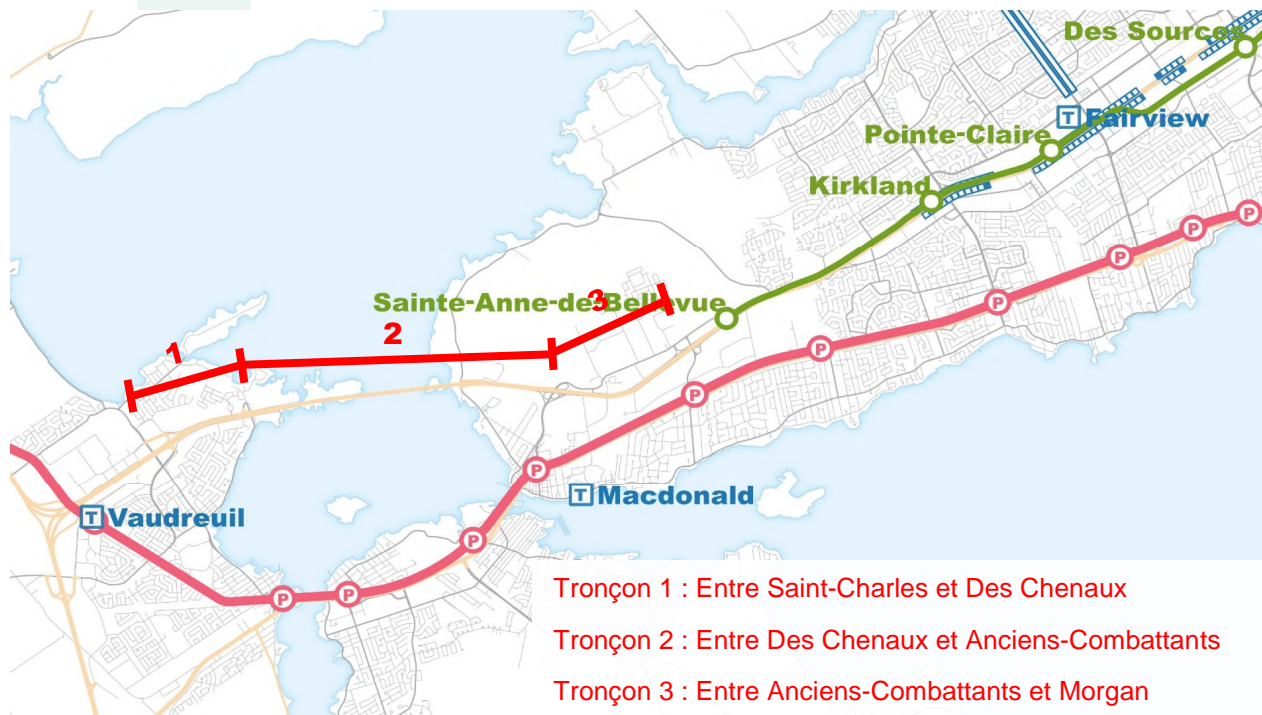 Des Sources
T Fairview
Pointe-Claire
Kirkland
Sainte-Anne-de-Bellevue
1
2
3
P
P
P
P
P
P
P
P
P
P
T Macdonald
T Vaudreuil
Tronçon 1 : Entre Saint-Charles et Des Chenaux
Tronçon 2 : Entre Des Chenaux et Anciens-Combattants
Tronçon 3 : Entre Anciens-Combattants et Morgan